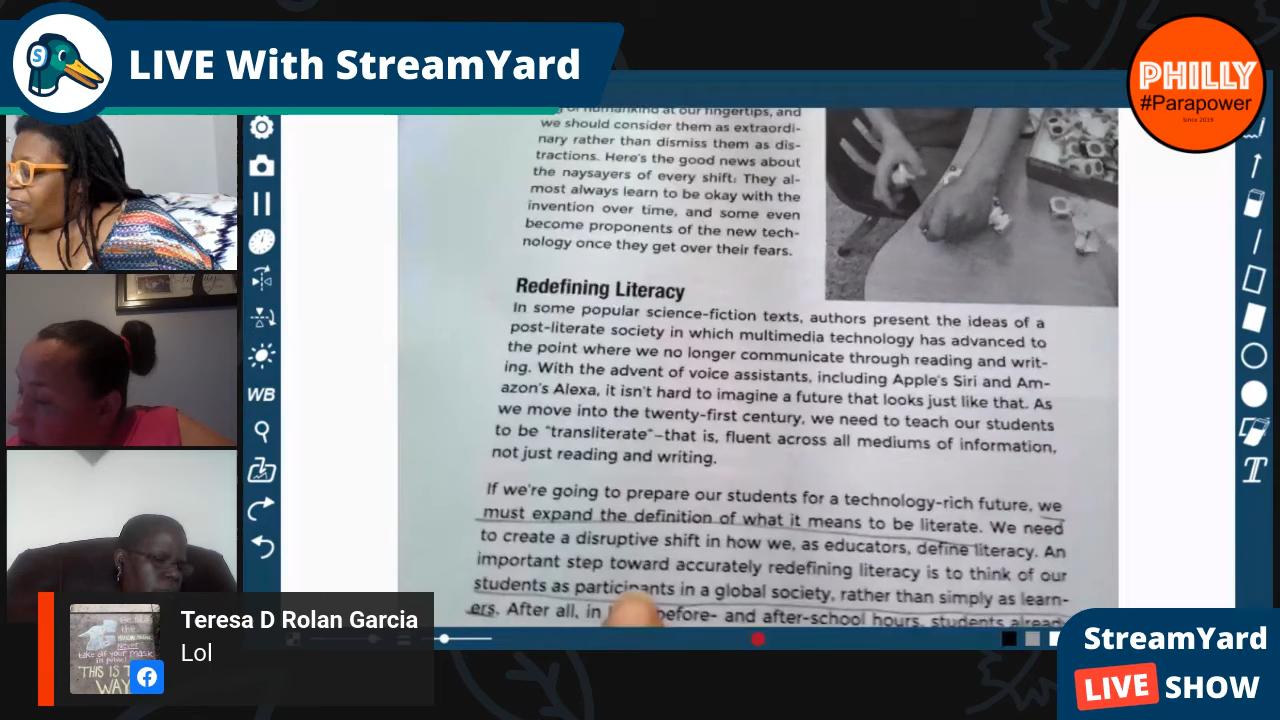 LIVE With StreamYard
PHILLY
#Parapower
Since 2019
of humankind at our fingertips, and
we should consider them as extraordi-
nary rather than dismiss them as dis-
tractions. Here's the good news about
the naysayers of every shift: They al-
most always learn to be okay with the
invention over time, and some even
become proponents of the new tech-
nology once they get over their fears.
Redefining Literacy
In some popular science-fiction texts, authors present the ideas of a
post-literate society in which multimedia technology has advanced to
the point where we no longer communicate through reading and writ-
ing. With the advent of voice assistants, including Apple's Siri and Am-
azon's Alexa, it isn't hard to imagine a future that looks just like that. As
we move into the twenty-first century, we need to teach our students
to be "transliterate"—that is, fluent across all mediums of information,
not just reading and writing.
If we're going to prepare our students for a technology-rich future, we
must expand the definition of what it means to be literate. We need
to create a disruptive shift in how we, as educators, define literacy. An
important step toward accurately redefining literacy is to think of our
students as participants in a global society, rather than simply as learn-
ers. After all, in before- and after-school hours, students already
WB
T
S
Teresa D Rolan Garcia
Lol
take off your mask
in public!
THIS IS
WAY
StreamYard
LIVE SHOW